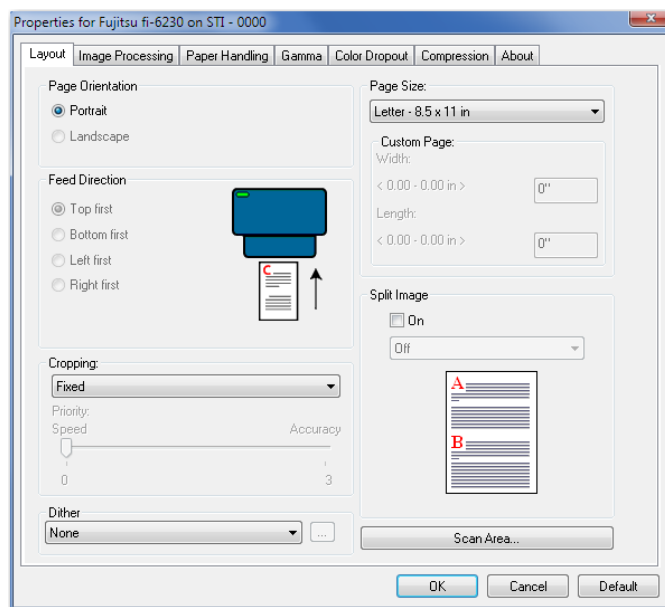 Properties for Fujitsu fi-6230 on STI - 0000
Layout Image Processing Paper Handling Gamma Color Dropout Compression About
Page Orientation
Portrait
Landscape
Feed Direction
Top first
Bottom first
Left first
Right first
C
Cropping:
Fixed
Priority:
Speed Accuracy
0 3
Dither
None ...
Page Size:
Letter - 8.5 x 11 in
Custom Page:
Width:
< 0.00 - 0.00 in > 0"
Length:
< 0.00 - 0.00 in > 0"
Split Image
On
Off
A
B
Scan Area...
OK Cancel Default